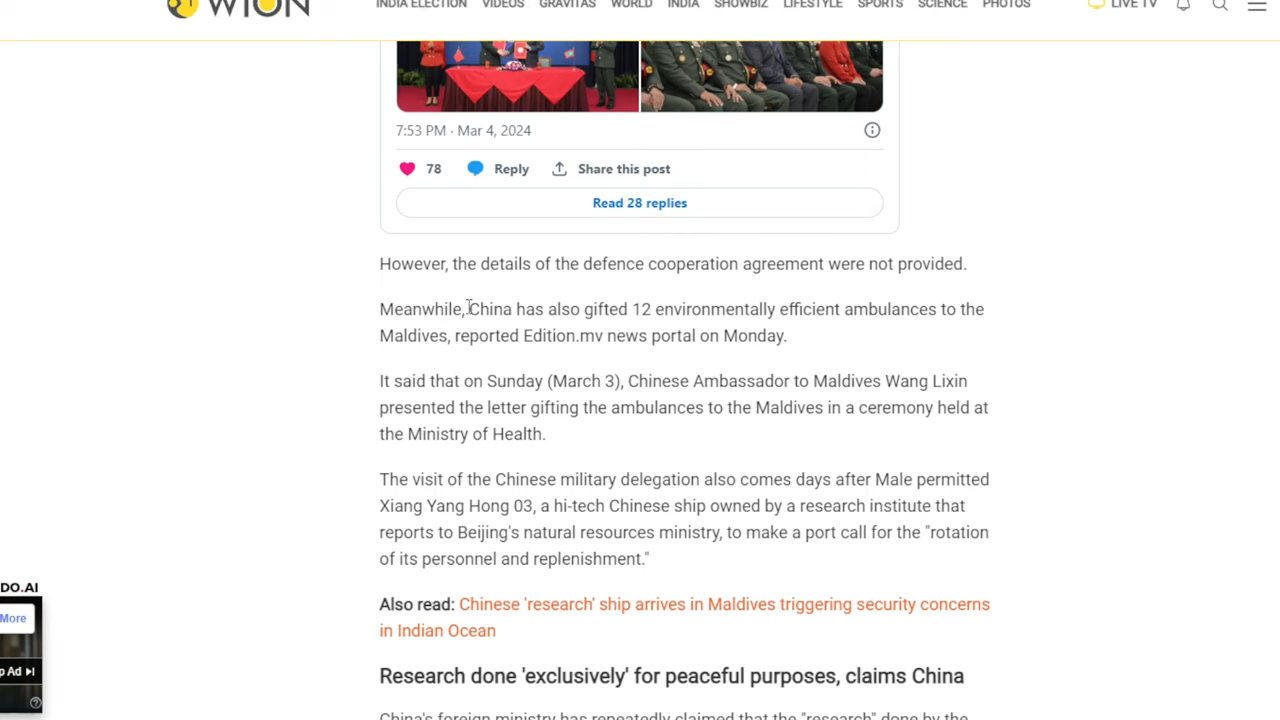 WION
INDIA ELECTION VIDEOS GRAVITAS WORLD INDIA SHOWBIZ LIFESTYLE SPORTS SCIENCE PHOTOS LIVE TV
7:53 PM · Mar 4, 2024
78 Reply Share this post
Read 28 replies
However, the details of the defence cooperation agreement were not provided.
Meanwhile, China has also gifted 12 environmentally efficient ambulances to the
Maldives, reported Edition.mv news portal on Monday.
It said that on Sunday (March 3), Chinese Ambassador to Maldives Wang Lixin
presented the letter gifting the ambulances to the Maldives in a ceremony held at
the Ministry of Health.
The visit of the Chinese military delegation also comes days after Male permitted
Xiang Yang Hong 03, a hi-tech Chinese ship owned by a research institute that
reports to Beijing's natural resources ministry, to make a port call for the "rotation
of its personnel and replenishment."
DO.AI
More
p Ad
Also read: Chinese 'research' ship arrives in Maldives triggering security concerns
in Indian Ocean
Research done 'exclusively' for peaceful purposes, claims China
China's foreign ministry has repeatedly claimed that the "research" done by the